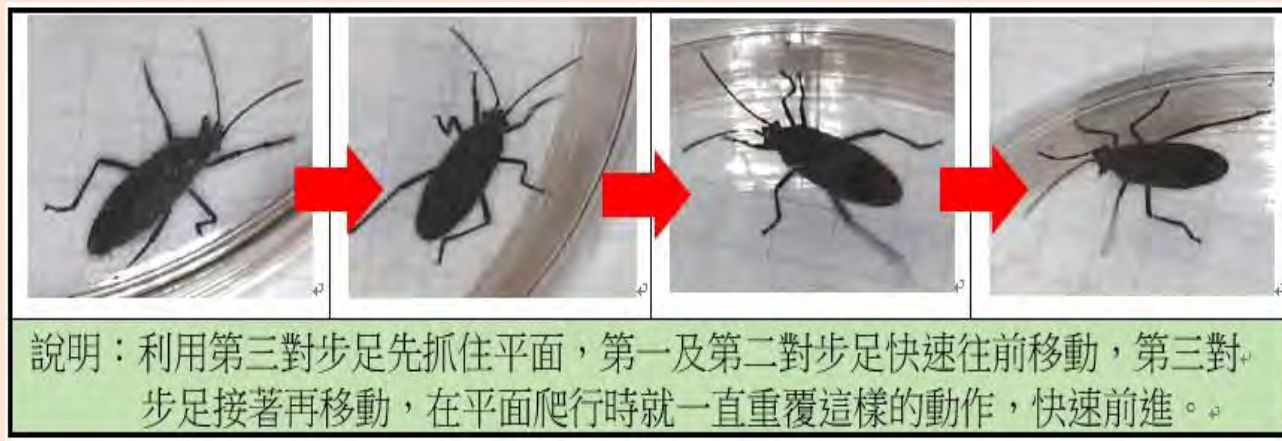 說明：利用第三對步足先抓住平面，第一及第二對步足快速往前移動，第三對
步足接著再移動，在平面爬行時就一直重覆這樣的動作，快速前進。